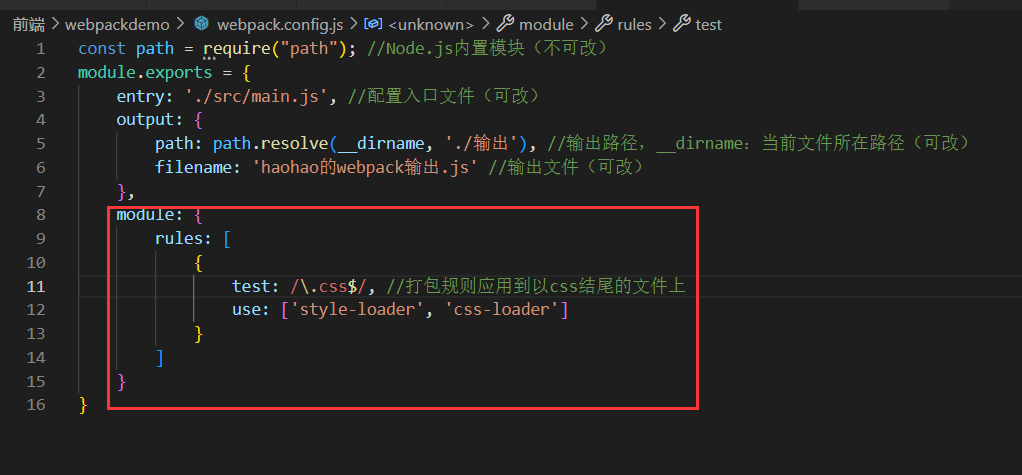 前端 > webpackdemo > webpack.config.js > <unknown> > module > rules > test
1 const path = require("path"); //Node.js内置模块（不可改）
2 module.exports = {
3 entry: './src/main.js', //配置入口文件（可改）
4 output: {
5 path: path.resolve(__dirname, './输出'), //输出路径，__dirname：当前文件所在路径（可改）
6 filename: 'haohao的webpack输出.js' //输出文件（可改）
7 },
8 module: {
9 rules: [
10 {
11 test: /\.css$/, //打包规则应用到以css结尾的文件上
12 use: ['style-loader', 'css-loader']
13 }
14 ]
15 }
16 }